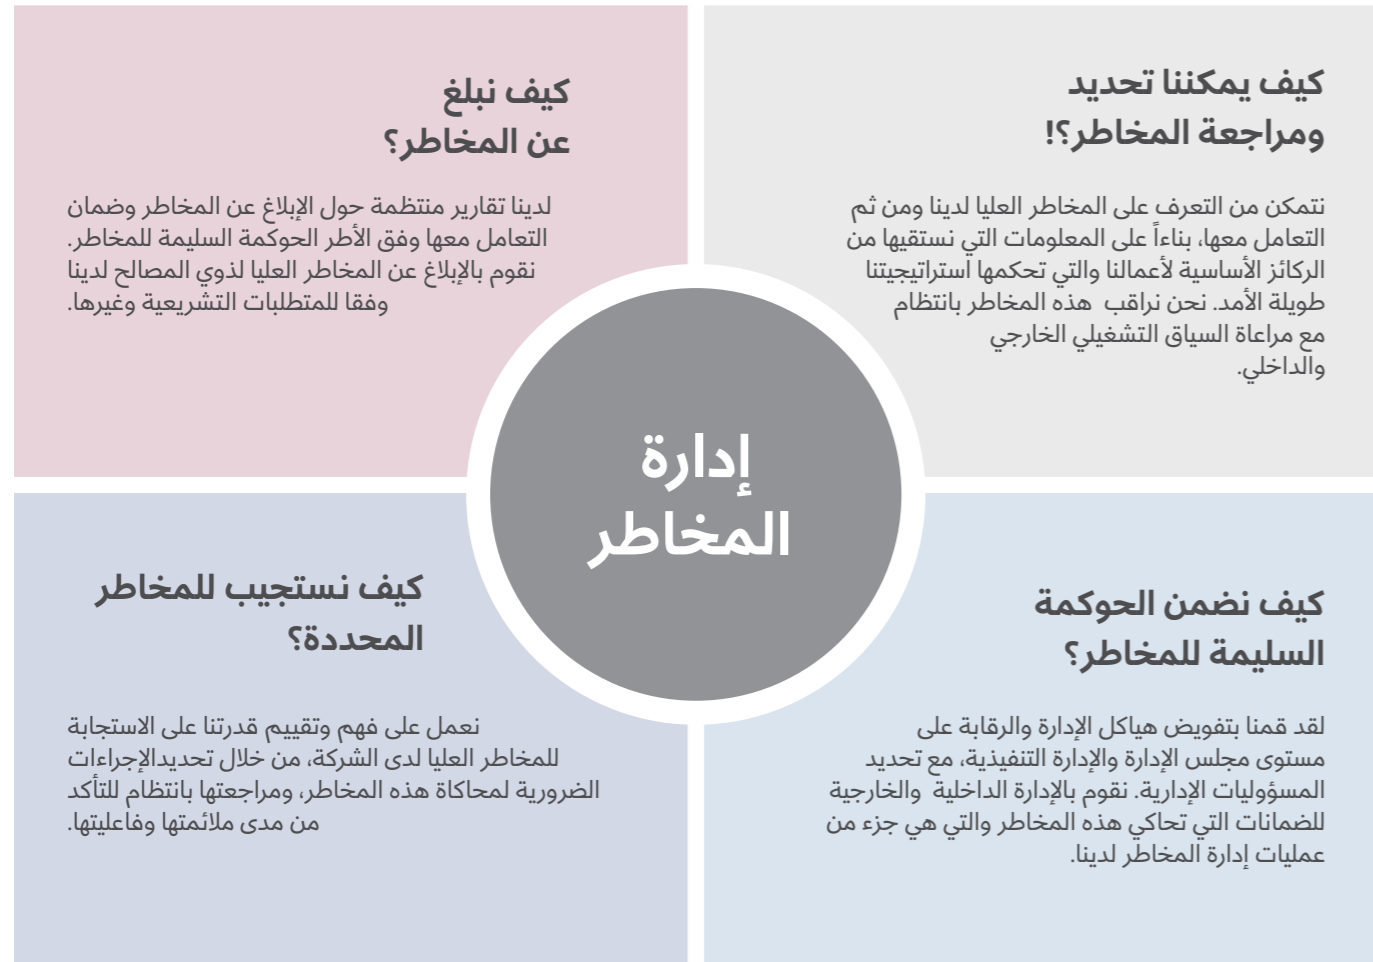 كيف يمكننا تحديد
ومراجعة المخاطر؟!
نتمكن من التعرف على المخاطر العليا لدينا ومن ثم
التعامل معها، بناءاً على المعلومات التي نستقيها من
الركائز الأساسية لأعمالنا والتي تحكمها استراتيجيتنا
طويلة الأمد. نحن نراقب هذه المخاطر بانتظام
مع مراعاة السياق التشغيلي الخارجي
والداخلي.
كيف نبلغ
عن المخاطر؟
لدينا تقارير منتظمة حول الإبلاغ عن المخاطر وضمان
التعامل معها وفق الأطر الحوكمة السليمة للمخاطر.
نقوم بالإبلاغ عن المخاطر العليا لذوي المصالح لدينا
وفقا للمتطلبات التشريعية وغيرها.
إدارة
المخاطر
كيف نضمن الحوكمة
السليمة للمخاطر؟
لقد قمنا بتفويض هياكل الإدارة والرقابة على
مستوى مجلس الإدارة والإدارة التنفيذية، مع تحديد
المسؤوليات الإدارية. نقوم بالإدارة الداخلية والخارجية
للضمانات التي تحاكي هذه المخاطر والتي هي جزء من
عمليات إدارة المخاطر لدينا.
كيف نستجيب للمخاطر
المحددة؟
نعمل على فهم وتقييم قدرتنا على الاستجابة
للمخاطر العليا لدى الشركة، من خلال تحديدالإجراءات
الضرورية لمحاكاة هذه المخاطر، ومراجعتها بانتظام للتأكد
من مدى ملائمتها وفاعليتها.